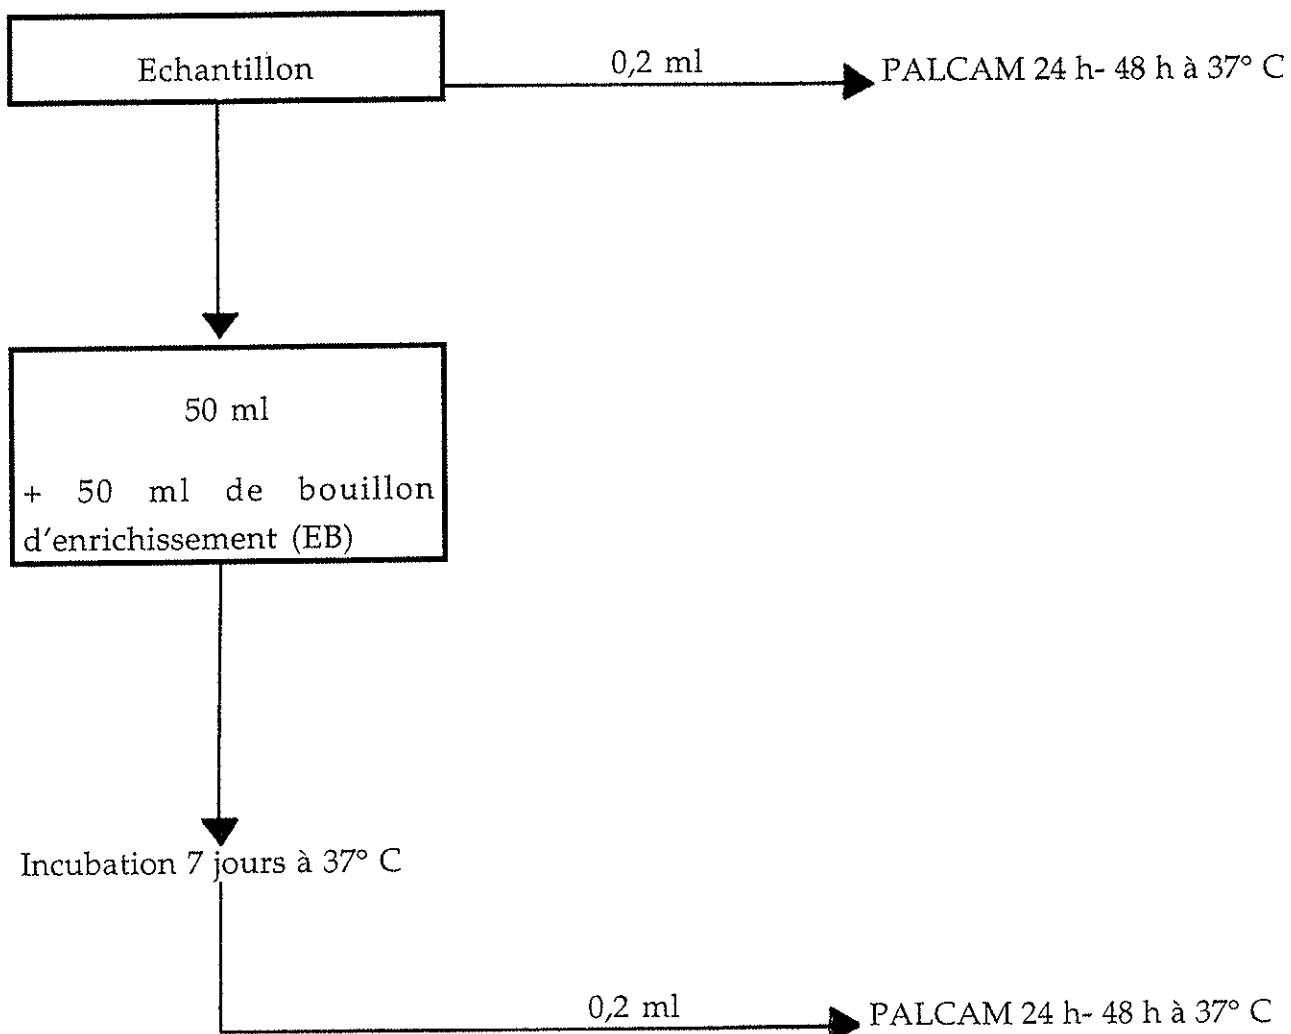 Echantillon
0,2 ml
PALCAM 24 h- 48 h à 37° C
50 ml
+ 50 ml de bouillon
d'enrichissement (EB)
Incubation 7 jours à 37° C
0,2 ml
PALCAM 24 h- 48 h à 37° C